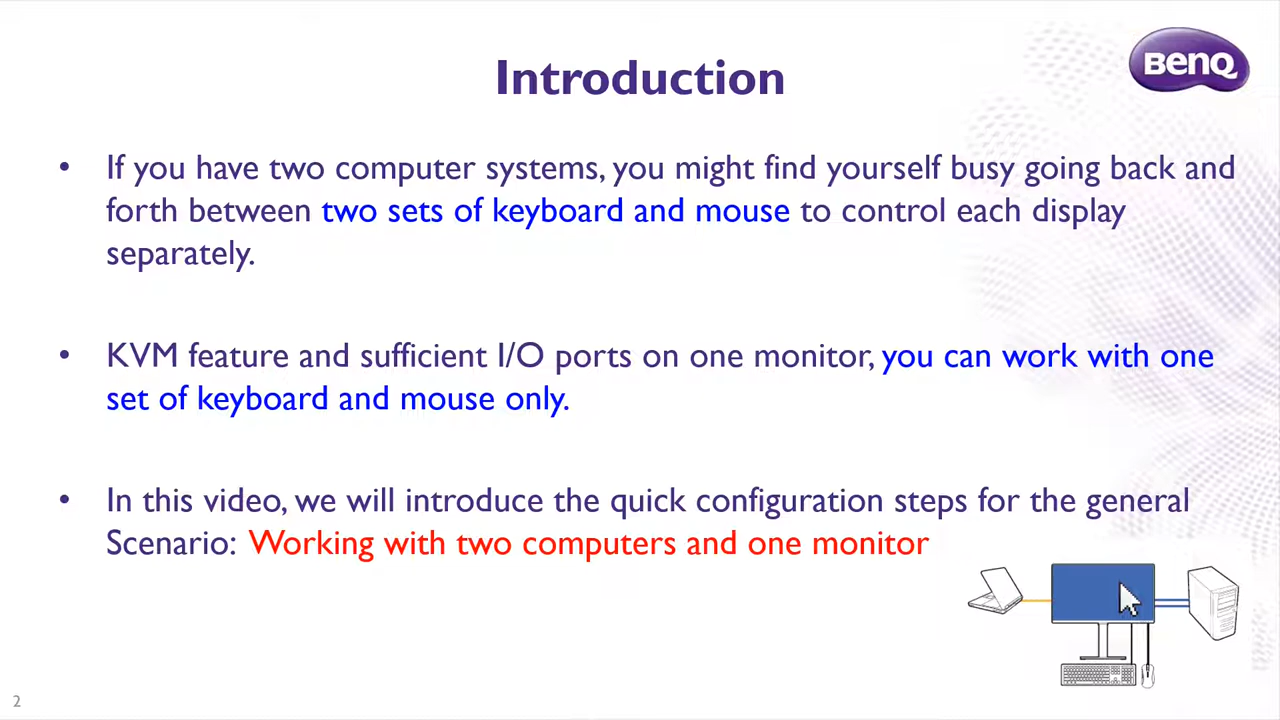 Introduction
BenQ
• If you have two computer systems, you might find yourself busy going back and
forth between two sets of keyboard and mouse to control each display
separately.
• KVM feature and sufficient I/O ports on one monitor, you can work with one
set of keyboard and mouse only.
• In this video, we will introduce the quick configuration steps for the general
Scenario: Working with two computers and one monitor
2